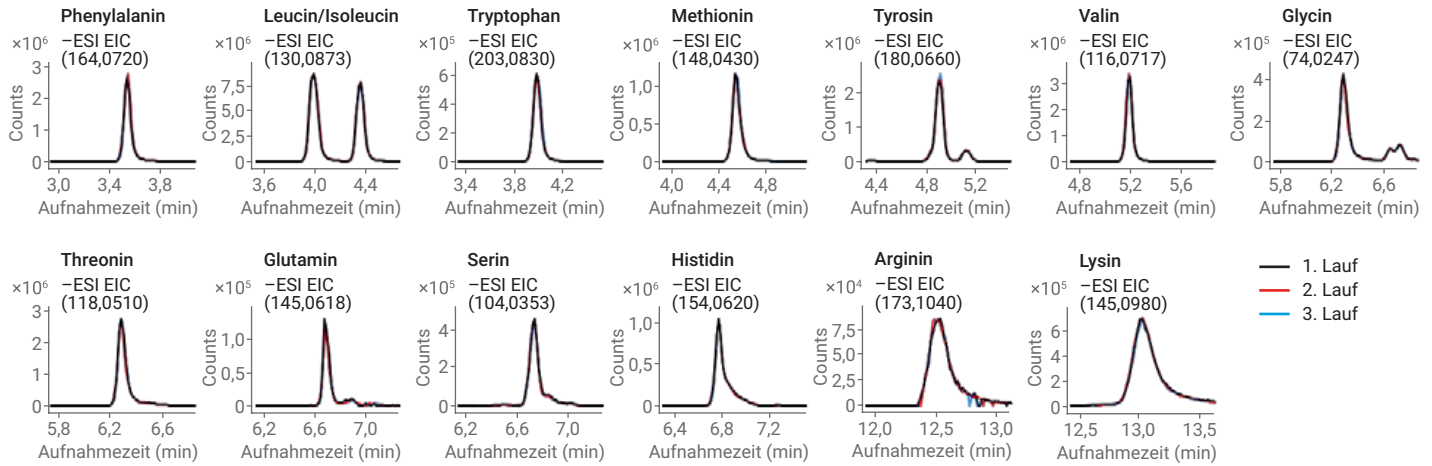 Phenylalanin
×10⁶ –ESI EIC
(164,0720)
3
2
1
0
Counts
3,0 3,4 3,8
Aufnahmezeit (min)
Leucin/Isoleucin
×10⁶ –ESI EIC
(130,0873)
7,5
5,0
2,5
0
Counts
3,6 4,0 4,4
Aufnahmezeit (min)
Tryptophan
×10⁵ –ESI EIC
(203,0830)
6
4
2
0
Counts
3,4 3,8 4,2
Aufnahmezeit (min)
Methionin
×10⁶ –ESI EIC
(148,0430)
1,0
0,5
0
Counts
4,0 4,4 4,8
Aufnahmezeit (min)
Tyrosin
×10⁶ –ESI EIC
(180,0660)
2
1
0
Counts
4,4 4,8 5,2
Aufnahmezeit (min)
Valin
×10⁶ –ESI EIC
(116,0717)
3
2
1
0
Counts
4,8 5,2 5,6
Aufnahmezeit (min)
Glycin
×10⁵ –ESI EIC
(74,0247)
4
2
0
Counts
5,8 6,2 6,6
Aufnahmezeit (min)
Threonin
×10⁶ –ESI EIC
(118,0510)
3
2
1
0
Counts
5,8 6,2 6,6
Aufnahmezeit (min)
Glutamin
×10⁵ –ESI EIC
(145,0618)
1,0
0,5
0
Counts
6,2 6,6 7,0
Aufnahmezeit (min)
Serin
×10⁵ –ESI EIC
(104,0353)
4
2
0
Counts
6,2 6,6 7,0
Aufnahmezeit (min)
Histidin
×10⁶ –ESI EIC
(154,0620)
1,0
0,5
0
Counts
6,4 6,8 7,2
Aufnahmezeit (min)
Arginin
×10⁴ –ESI EIC
(173,1040)
7,5
5,0
2,5
0
Counts
12,0 12,5 13,0
Aufnahmezeit (min)
Lysin
×10⁵ –ESI EIC
(145,0980)
6
4
2
0
Counts
12,5 13,0 13,5
Aufnahmezeit (min)
1. Lauf
2. Lauf
3. Lauf